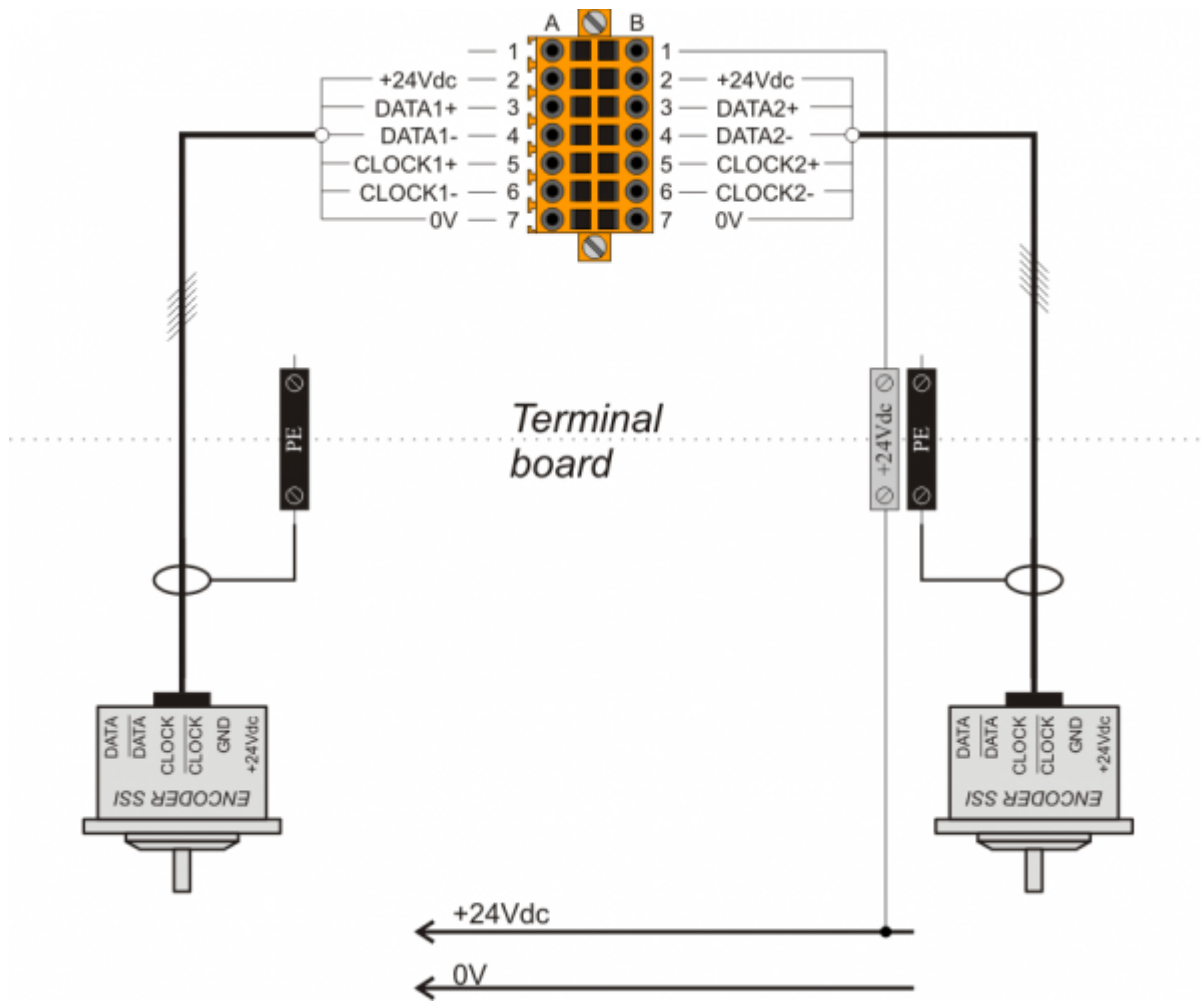 A B
1 1
+24Vdc 2 2 +24Vdc
DATA1+ 3 3 DATA2+
DATA1- 4 4 DATA2-
CLOCK1+ 5 5 CLOCK2+
CLOCK1- 6 6 CLOCK2-
0V 7 7 0V
PE
Terminal
board
+24Vdc
PE
DATA
DATA
CLOCK
CLOCK
GND
+24Vdc
ENCODER SSI
DATA
DATA
CLOCK
CLOCK
GND
+24Vdc
ENCODER SSI
+24Vdc
0V